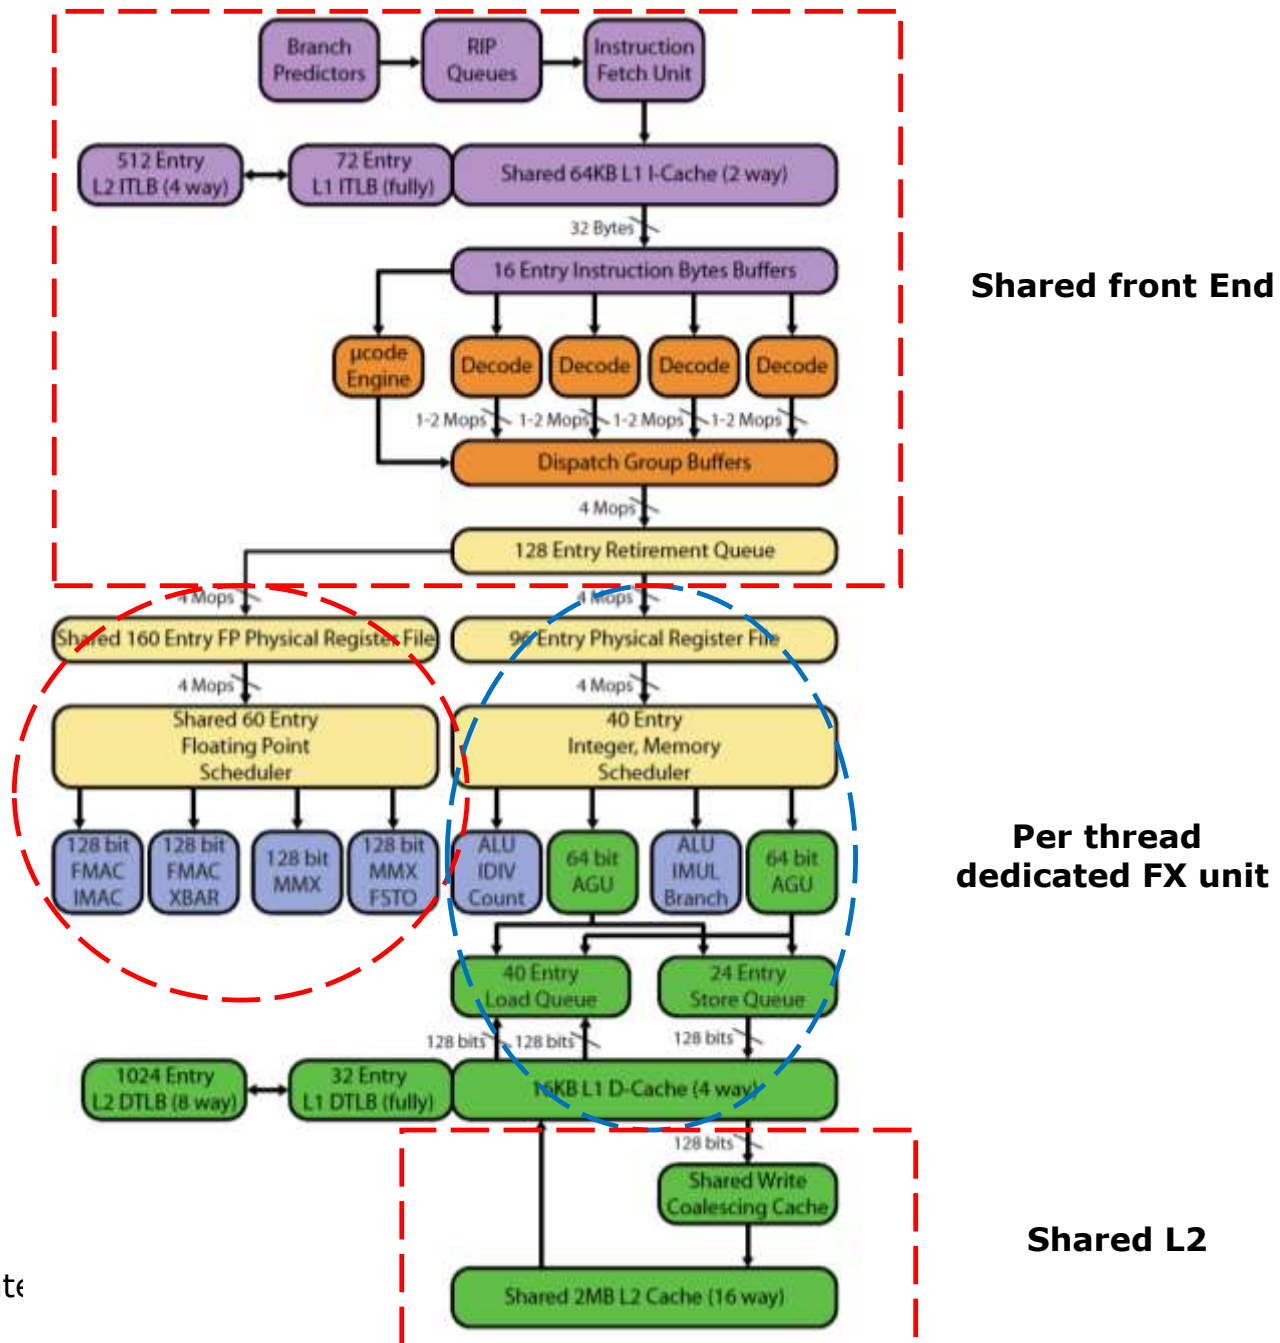 Branch
Predictors
RIP
Queues
Instruction
Fetch Unit
512 Entry
L2 ITLB (4 way)
72 Entry
L1 ITLB (fully)
Shared 64KB L1 I-Cache (2 way)
32 Bytes
16 Entry Instruction Bytes Buffers
Shared front End
µcode
Engine
Decode
Decode
Decode
Decode
1-2 Mops
1-2 Mops
1-2 Mops
1-2 Mops
Dispatch Group Buffers
4 Mops
128 Entry Retirement Queue
4 Mops
4 Mops
Shared 160 Entry FP Physical Register File
96 Entry Physical Register File
4 Mops
4 Mops
Shared 60 Entry
Floating Point
Scheduler
40 Entry
Integer, Memory
Scheduler
128 bit
FMAC
IMAC
128 bit
FMAC
XBAR
128 bit
MMX
128 bit
MMX
FSTO
ALU
IDIV
Count
64 bit
AGU
ALU
IMUL
Branch
64 bit
AGU
Per thread
dedicated FX unit
40 Entry
Load Queue
24 Entry
Store Queue
128 bits
128 bits
128 bits
1024 Entry
L2 DTLB (8 way)
32 Entry
L1 DTLB (fully)
16KB L1 D-Cache (4 way)
128 bits
Shared Write
Coalescing Cache
Shared L2
Shared 2MB L2 Cache (16 way)